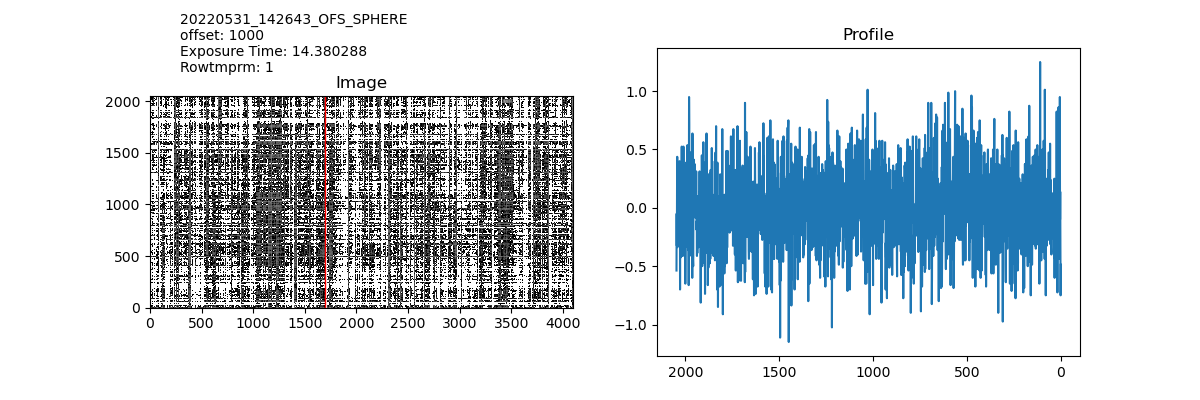 20220531_142643_OFS_SPHERE
offset: 1000
Exposure Time: 14.380288
Rowtmprm: 1
Image
2000
1500
1000
500
0
0 500 1000 1500 2000 2500 3000 3500 4000
Profile
1.0
0.5
0.0
−0.5
−1.0
2000 1500 1000 500 0